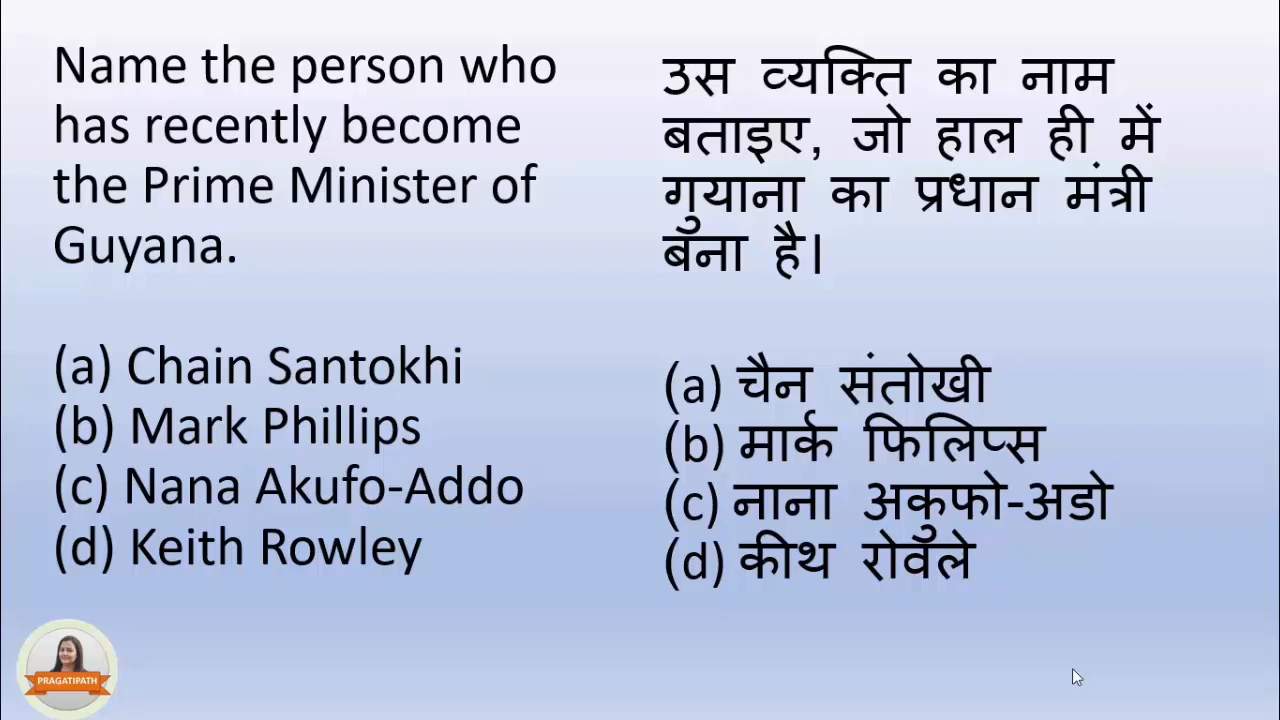 Name the person who
has recently become
the Prime Minister of
Guyana.
(a) Chain Santokhi
(b) Mark Phillips
(c) Nana Akufo-Addo
(d) Keith Rowley
उस व्यक्ति का नाम
बताइए, जो हाल ही में
गुयाना का प्रधान मंत्री
बना है।
(a) चैन संतोखी
(b) मार्क फिलिप्स
(c) नाना अकुफो-अडो
(d) कीथ रोवले
PRAGATIPATH